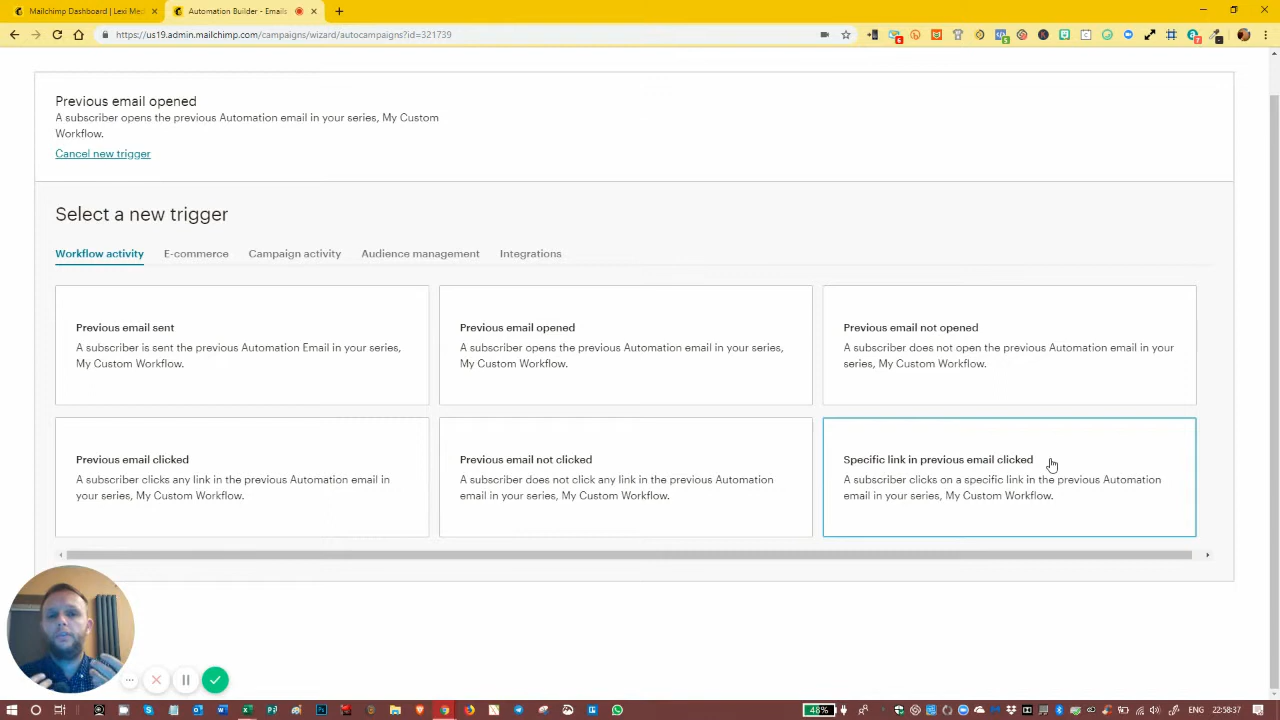 Mailchimp Dashboard | Lexi Med
Automation Builder - Emails
https://us19.admin.mailchimp.com/campaigns/wizard/autocampaigns?id=321739
Previous email opened
A subscriber opens the previous Automation email in your series, My Custom
Workflow.
Cancel new trigger
Select a new trigger
Workflow activity E-commerce Campaign activity Audience management Integrations
Previous email sent
A subscriber is sent the previous Automation Email in your series,
My Custom Workflow.
Previous email opened
A subscriber opens the previous Automation email in your series,
My Custom Workflow.
Previous email not opened
A subscriber does not open the previous Automation email in your
series, My Custom Workflow.
Previous email clicked
A subscriber clicks any link in the previous Automation email in
your series, My Custom Workflow.
Previous email not clicked
A subscriber does not click any link in the previous Automation
email in your series, My Custom Workflow.
Specific link in previous email clicked
A subscriber clicks on a specific link in the previous Automation
email in your series, My Custom Workflow.
48% ENG 22:58:37